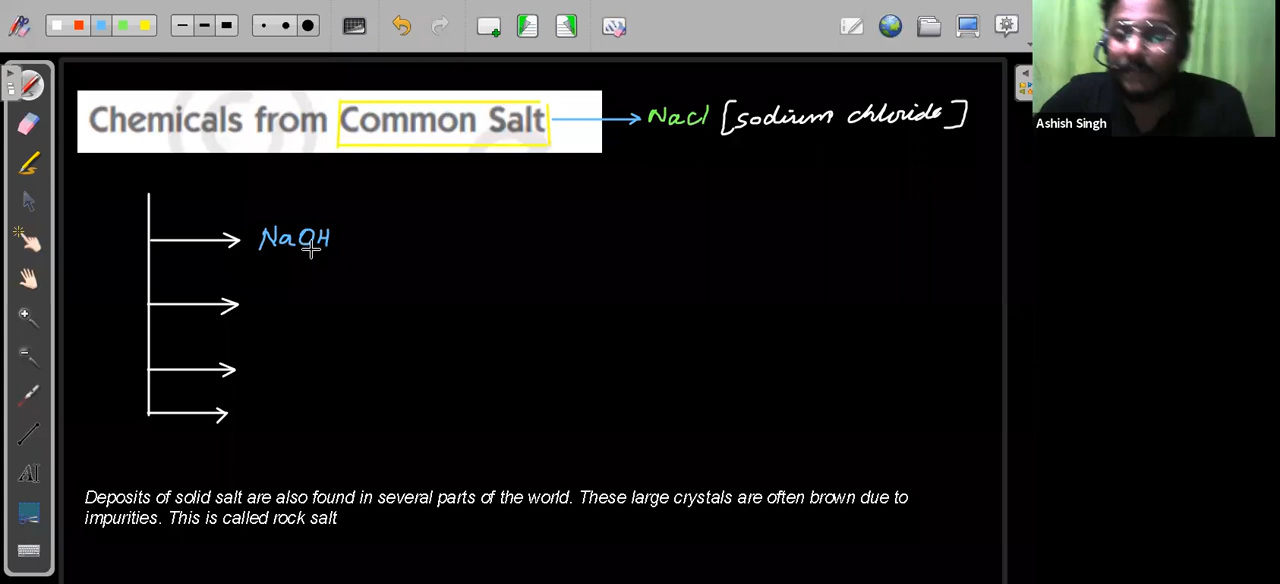 Chemicals from Common Salt NaCl [sodium chloride]
Ashish Singh
NaOH
Deposits of solid salt are also found in several parts of the world. These large crystals are often brown due to
impurities. This is called rock salt